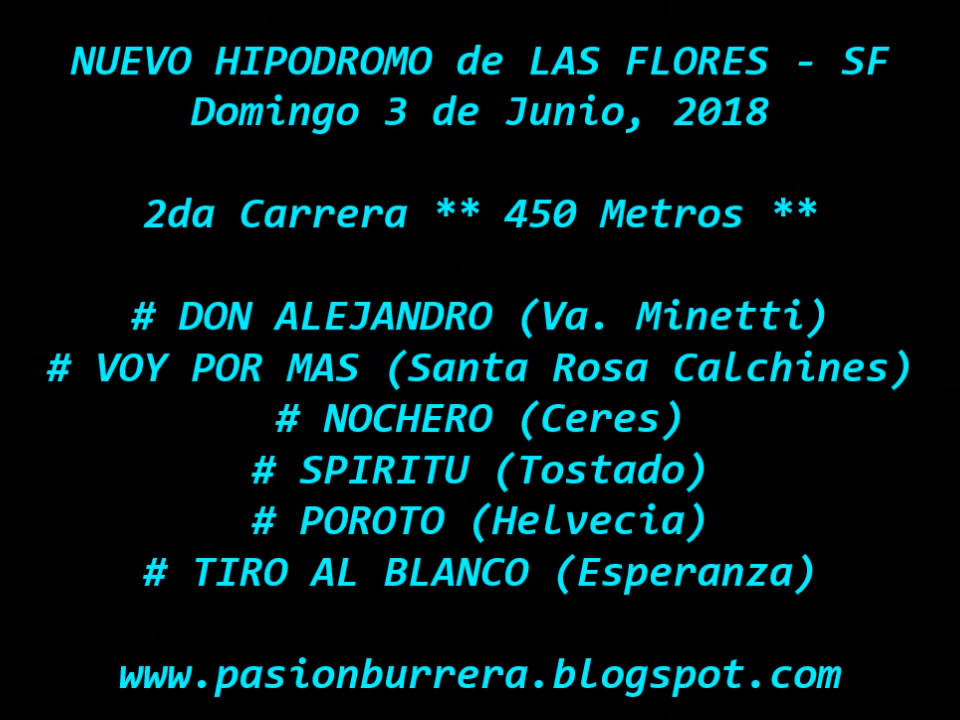 NUEVO HIPODROMO de LAS FLORES - SF
Domingo 3 de Junio, 2018
2da Carrera ** 450 Metros **
# DON ALEJANDRO (Va. Minetti)
# VOY POR MAS (Santa Rosa Calchines)
# NOCHERO (Ceres)
# SPIRITU (Tostado)
# POROTO (Helvecia)
# TIRO AL BLANCO (Esperanza)
www.pasionburrera.blogspot.com